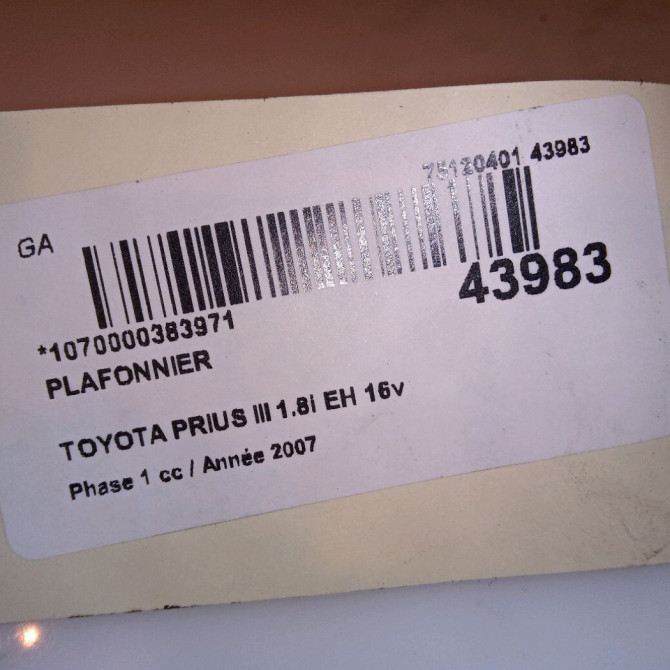 75120401 43983
GA
43983
*1070000383971
PLAFONNIER
TOYOTA PRIUS III 1.8i EH 16v
Phase 1 cc / Année 2007